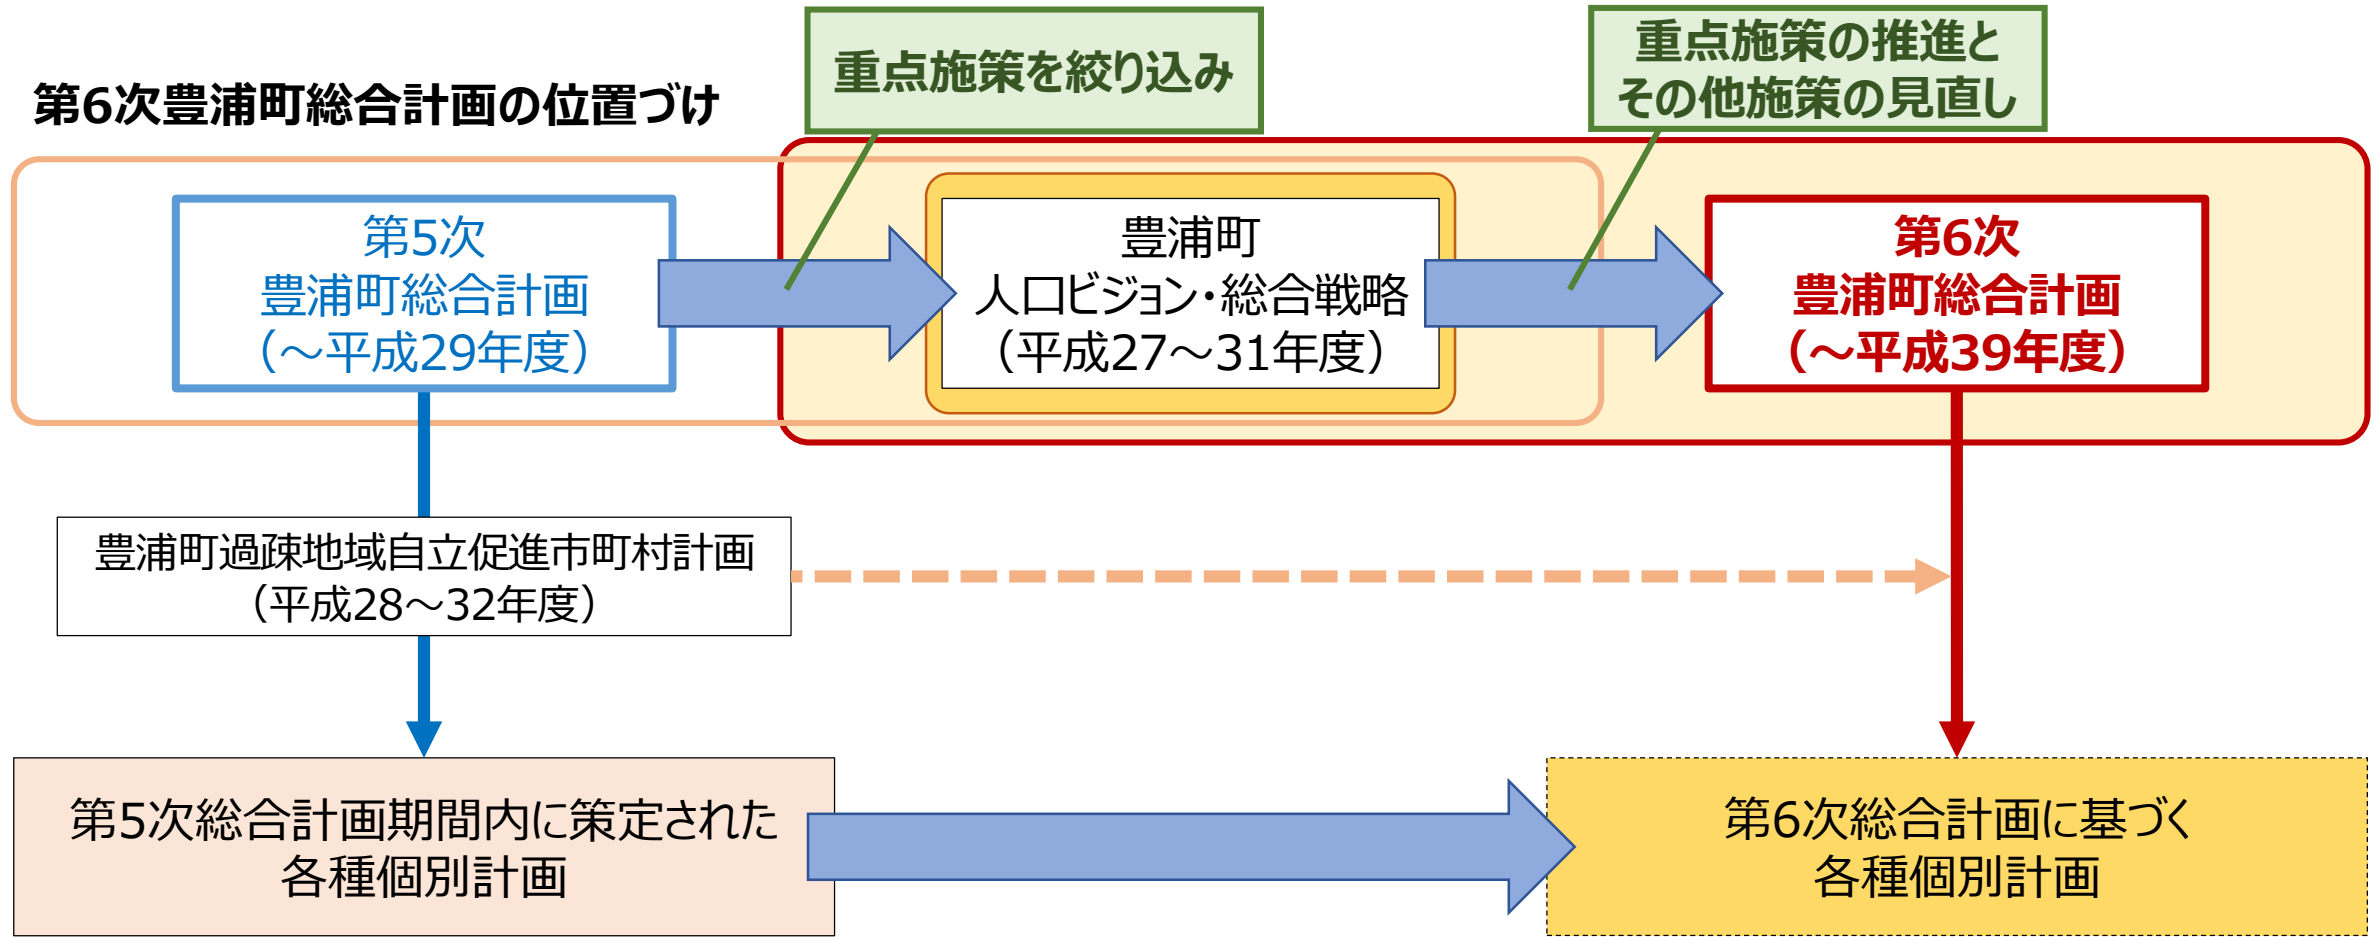 第6次豊浦町総合計画の位置づけ
重点施策を絞り込み
重点施策の推進と
その他施策の見直し
第5次
豊浦町総合計画
（～平成29年度）
豊浦町
人口ビジョン・総合戦略
（平成27～31年度）
第6次
豊浦町総合計画
（～平成39年度）
豊浦町過疎地域自立促進市町村計画
（平成28～32年度）
第5次総合計画期間内に策定された
各種個別計画
第6次総合計画に基づく
各種個別計画